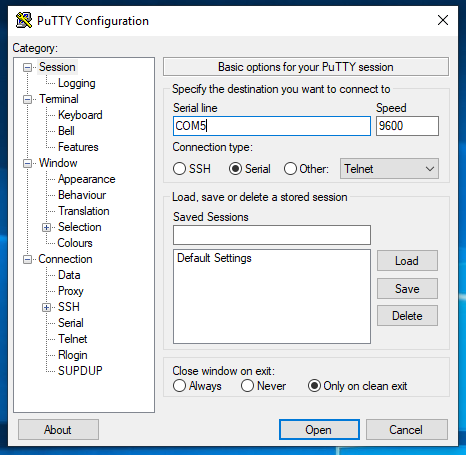 PuTTY Configuration
Category:
Session
Logging
Terminal
Keyboard
Bell
Features
Window
Appearance
Behaviour
Translation
Selection
Colours
Connection
Data
Proxy
SSH
Serial
Telnet
Rlogin
SUPDUP
Basic options for your PuTTY session
Specify the destination you want to connect to
Serial line Speed
COM5 9600
Connection type:
SSH Serial Other: Telnet
Load, save or delete a stored session
Saved Sessions
Default Settings
Load
Save
Delete
Close window on exit:
Always Never Only on clean exit
About Open Cancel